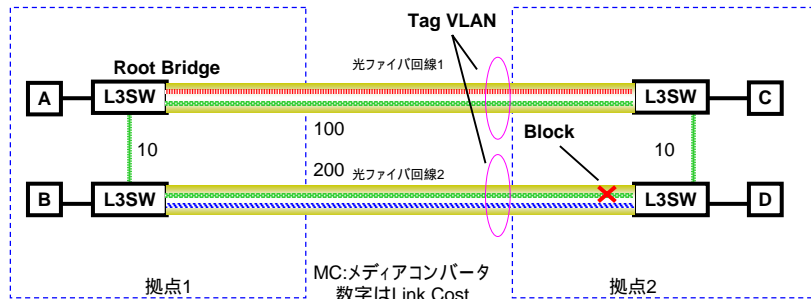 Tag VLAN
光ファイバ回線1
Root Bridge
A
L3SW
L3SW
C
100
Block
10
10
200
光ファイバ回線2
B
L3SW
L3SW
D
拠点1
MC:メディアコンバータ
数字はLink Cost
拠点2